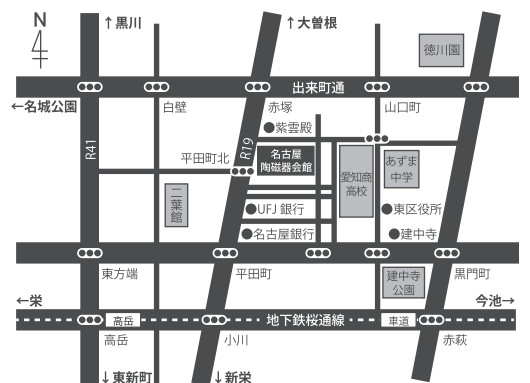 N
↑黒川
↑大曽根
徳川園
出来町通
←名城公園
白壁
赤塚
山口町
紫雲殿
R41
R19
平田町北
名古屋
陶磁器会館
愛知商
高校
あずま
中学
二葉館
UFJ 銀行
東区役所
名古屋銀行
建中寺
東方端
平田町
建中寺
公園
黒門町
←栄
今池→
高岳
地下鉄桜通線
車道
高岳
小川
赤萩
↓東新町
↓新栄